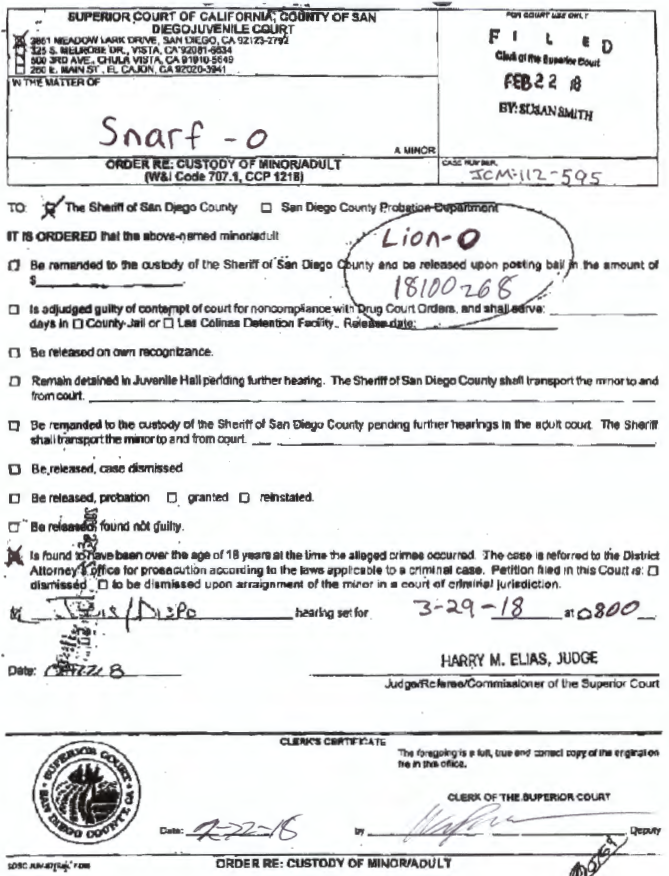 SUPERIOR COURT OF CALIFORNIA, COUNTY OF SAN
DIEGO JUVENILE COURT
2851 MEADOW LARK DRIVE, SAN DIEGO, CA 92123-2792
325 S. MELROSE DR., VISTA, CA 92081-6634
500 3RD AVE., CHULA VISTA, CA 91910-5649
250 E. MAIN ST., EL CAJON, CA 92020-3941
FOR COURT USE ONLY
FILED
Clerk of the Superior Court
FEB 22 18
BY: SUSAN SMITH
IN THE MATTER OF
Snarf-O
A MINOR
ORDER RE: CUSTODY OF MINOR/ADULT
(W&I Code 707.1, CCP 1218)
CASE NUMBER
JCM-112-595
TO: The Sheriff of San Diego County San Diego County Probation Department
IT IS ORDERED that the above-named minor/adult
Lion-O
18100268
Be remanded to the custody of the Sheriff of San Diego County and be released upon posting bail in the amount of
$
Is adjudged guilty of contempt of court for noncompliance with Drug Court Orders, and shall serve:
days in County Jail or Las Colinas Detention Facility. Release date:
Be released on own recognizance.
Remain detained in Juvenile Hall pending further hearing. The Sheriff of San Diego County shall transport the minor to and
from court.
Be remanded to the custody of the Sheriff of San Diego County pending further hearings in the adult court. The Sheriff
shall transport the minor to and from court.
Be released, case dismissed
Be released, probation granted reinstated.
Be released, found not guilty.
Is found to have been over the age of 18 years at the time the alleged crimes occurred. The case is referred to the District
Attorney's office for prosecution according to the laws applicable to a criminal case. Petition filed in this Court is:
dismissed to be dismissed upon arraignment of the minor in a court of criminal jurisdiction.
/Dispo hearing set for 3-29-18 at 0800
HARRY M. ELIAS, JUDGE
Date:
Judge/Referee/Commissioner of the Superior Court
CLERK'S CERTIFICATE
The foregoing is a full, true and correct copy of the original on
file in this office.
SUPERIOR COURT
SAN DIEGO COUNTY
CLERK OF THE SUPERIOR COURT
Date: 2-22-18 by Deputy
ORDER RE: CUSTODY OF MINOR/ADULT